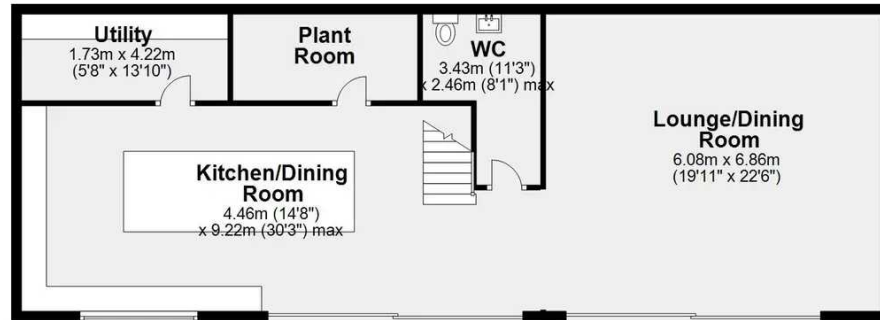 Utility
1.73m x 4.22m
(5'8" x 13'10")
Plant
Room
WC
3.43m (11'3")
x 2.46m (8'1") max
Lounge/Dining
Room
6.08m x 6.86m
(19'11" x 22'6")
Kitchen/Dining
Room
4.46m (14'8")
x 9.22m (30'3") max